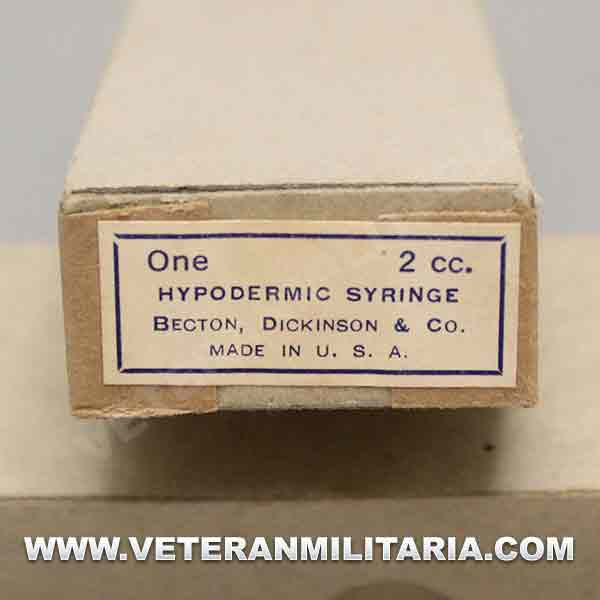 One 2 cc.
HYPODERMIC SYRINGE
BECTON, DICKINSON & CO.
MADE IN U. S. A.
WWW.VETERANMILITARIA.COM